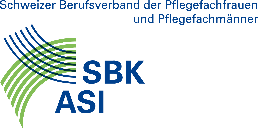 Schweizer Berufsverband der Pflegefachfrauen
und Pflegefachmänner
SBK
ASI